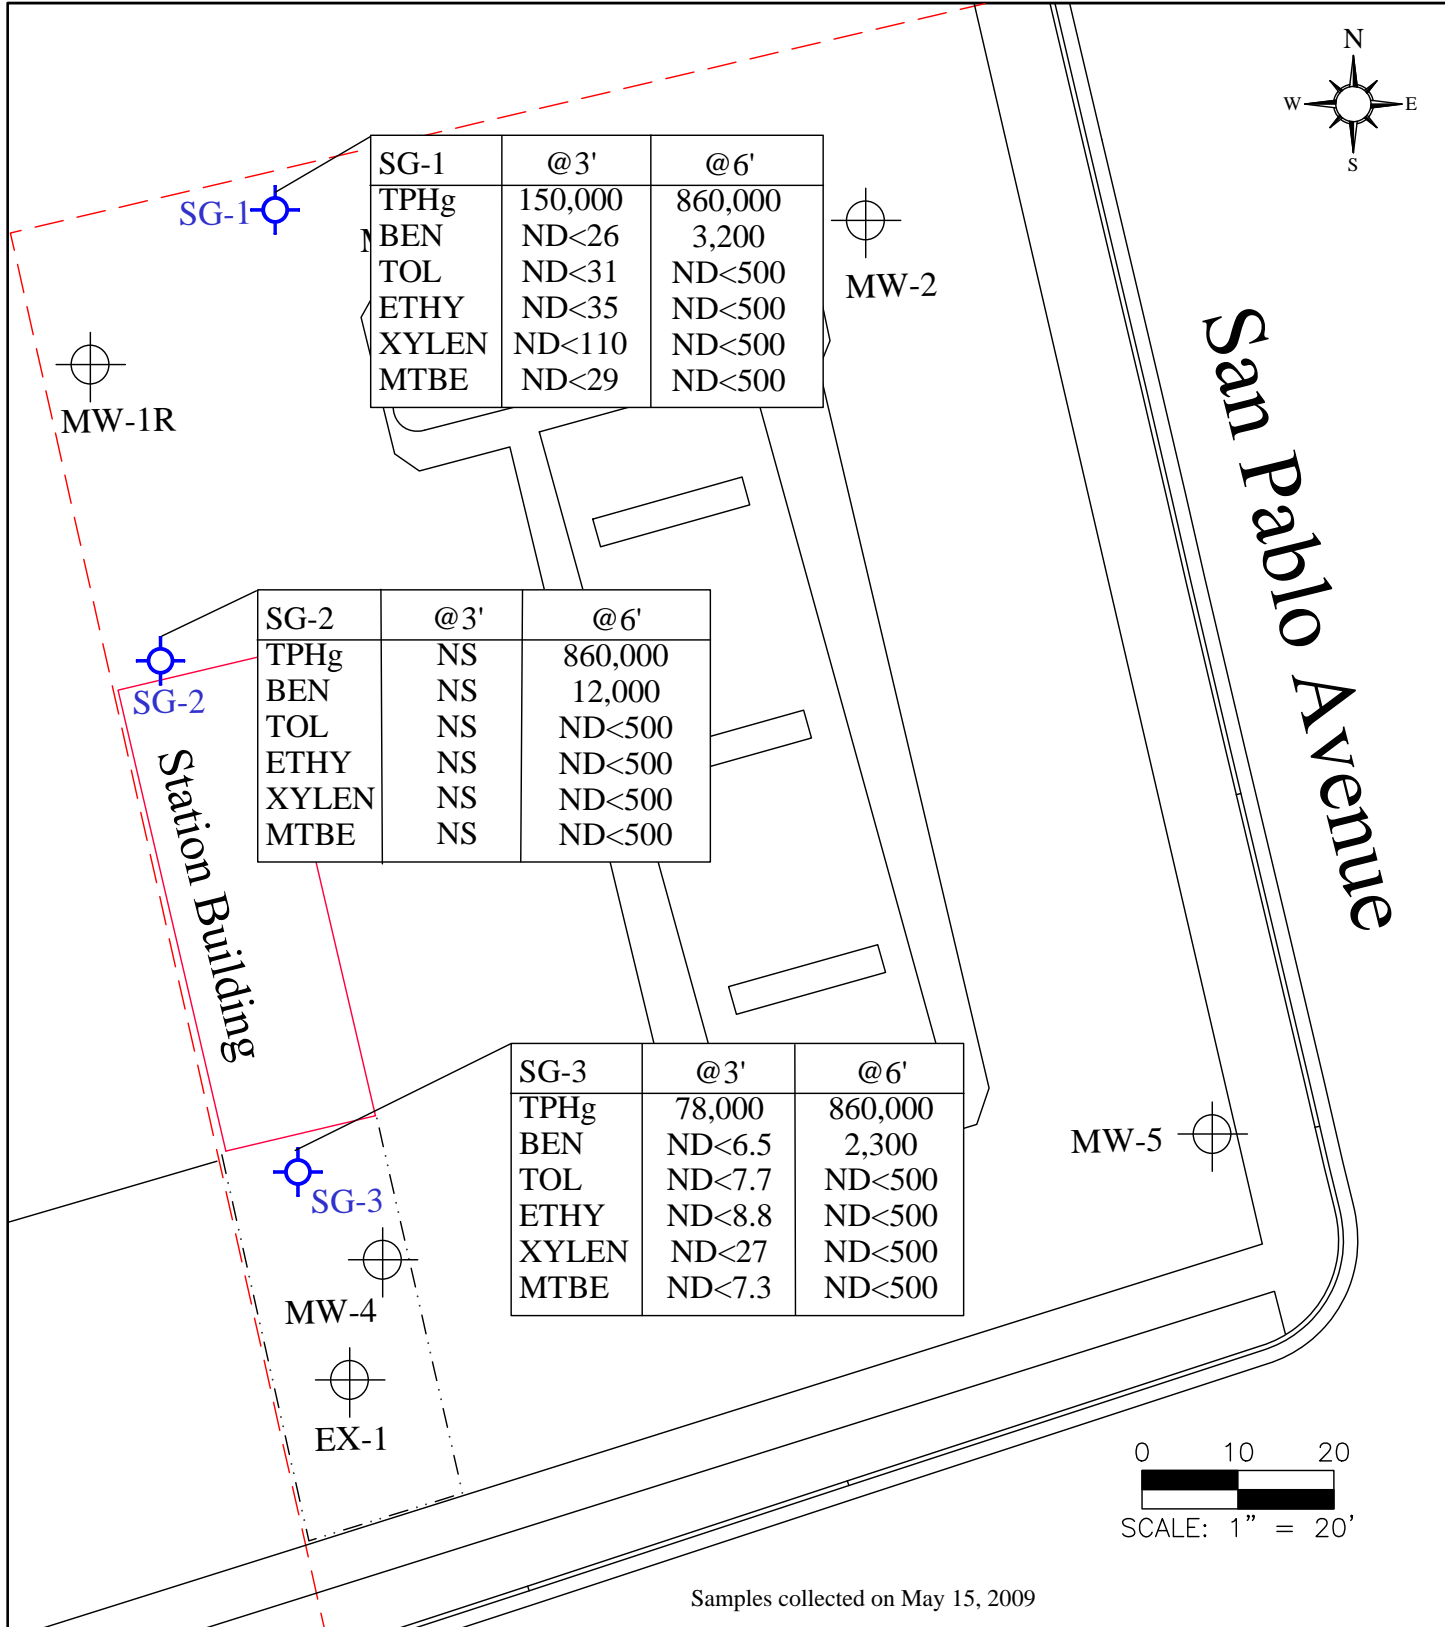 N
W E
S
SG-1 @3' @6'
TPHg 150,000 860,000
BEN ND<26 3,200
TOL ND<31 ND<500
ETHY ND<35 ND<500
XYLEN ND<110 ND<500
MTBE ND<29 ND<500
SG-1
MW-2
MW-1R
San Pablo Avenue
SG-2 @3' @6'
TPHg NS 860,000
BEN NS 12,000
TOL NS ND<500
ETHY NS ND<500
XYLEN NS ND<500
MTBE NS ND<500
SG-2
Station Building
SG-3 @3' @6'
TPHg 78,000 860,000
BEN ND<6.5 2,300
TOL ND<7.7 ND<500
ETHY ND<8.8 ND<500
XYLEN ND<27 ND<500
MTBE ND<7.3 ND<500
MW-5
SG-3
MW-4
EX-1
0 10 20
SCALE: 1" = 20'
Samples collected on May 15, 2009